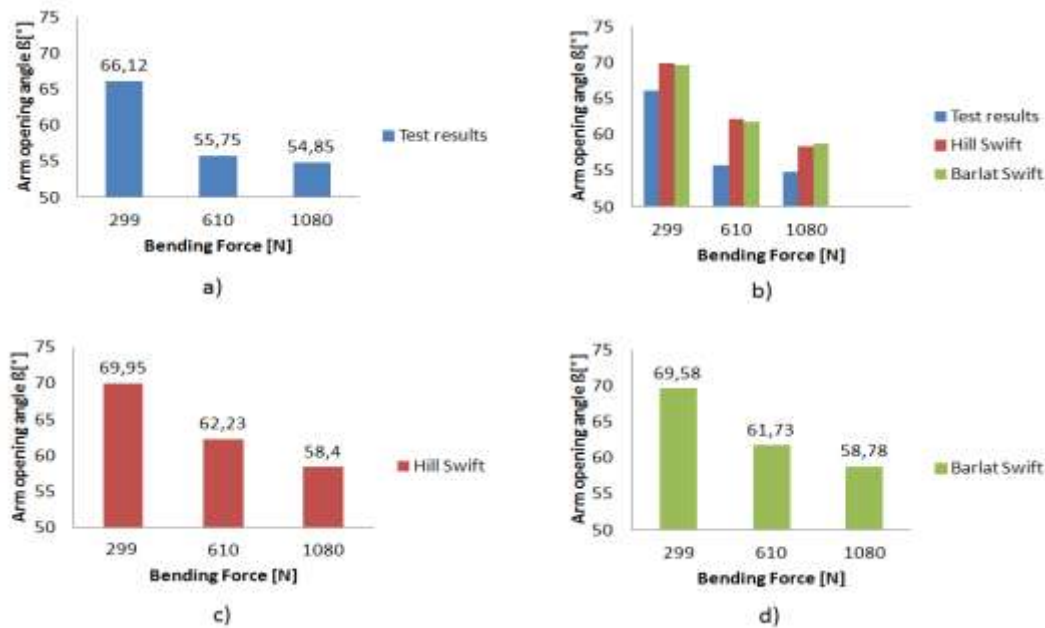 Arm opening angle ß[°]
75
70
65
60
55
50
66,12
55,75
54,85
299
610
1080
Bending Force [N]
Test results
a)
Arm opening angle ß[°]
75
70
65
60
55
50
299
610
1080
Bending Force [N]
Test results
Hill Swift
Barlat Swift
b)
Arm opening angle ß[°]
75
70
65
60
55
50
69,95
62,23
58,4
299
610
1080
Bending Force [N]
Hill Swift
c)
Arm opening angle ß[°]
75
70
65
60
55
50
69,58
61,73
58,78
299
610
1080
Bending Force [N]
Barlat Swift
d)